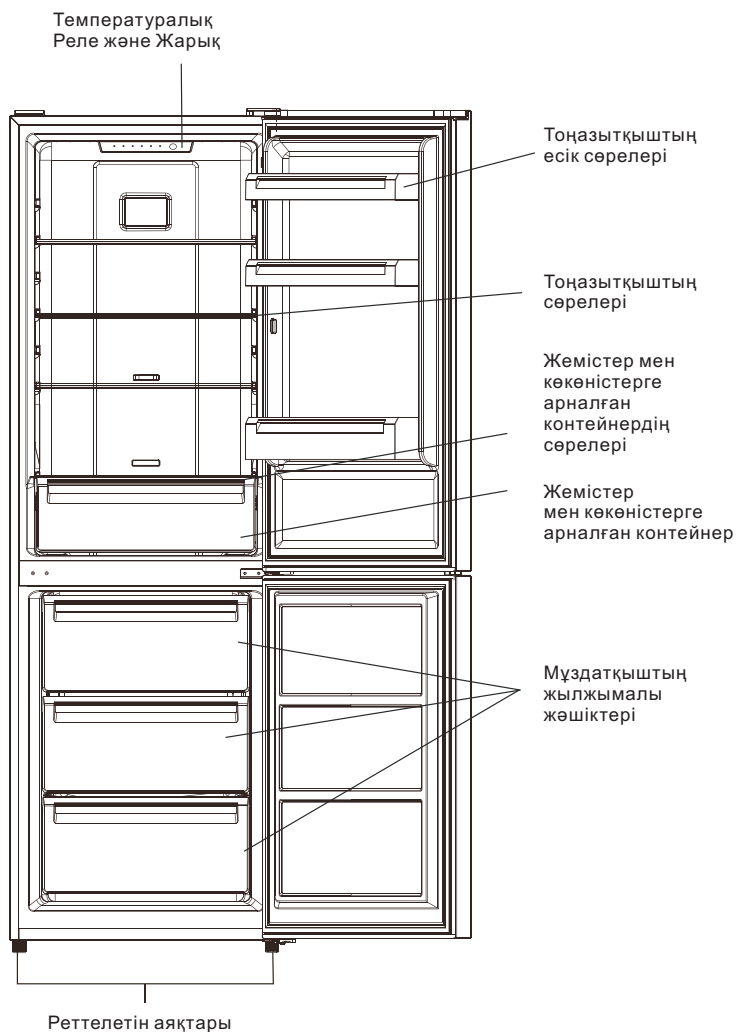 Температуралық
Реле және Жарық
Тоңазытқыштың
есік сөрелері
Тоңазытқыштың
сөрелері
Жемістер мен
көкөністерге
арналған
контейнердің
сөрелері
Жемістер
мен көкөністерге
арналған контейнер
Мұздатқыштың
жылжымалы
жәшіктері
Реттелетін аяқтары